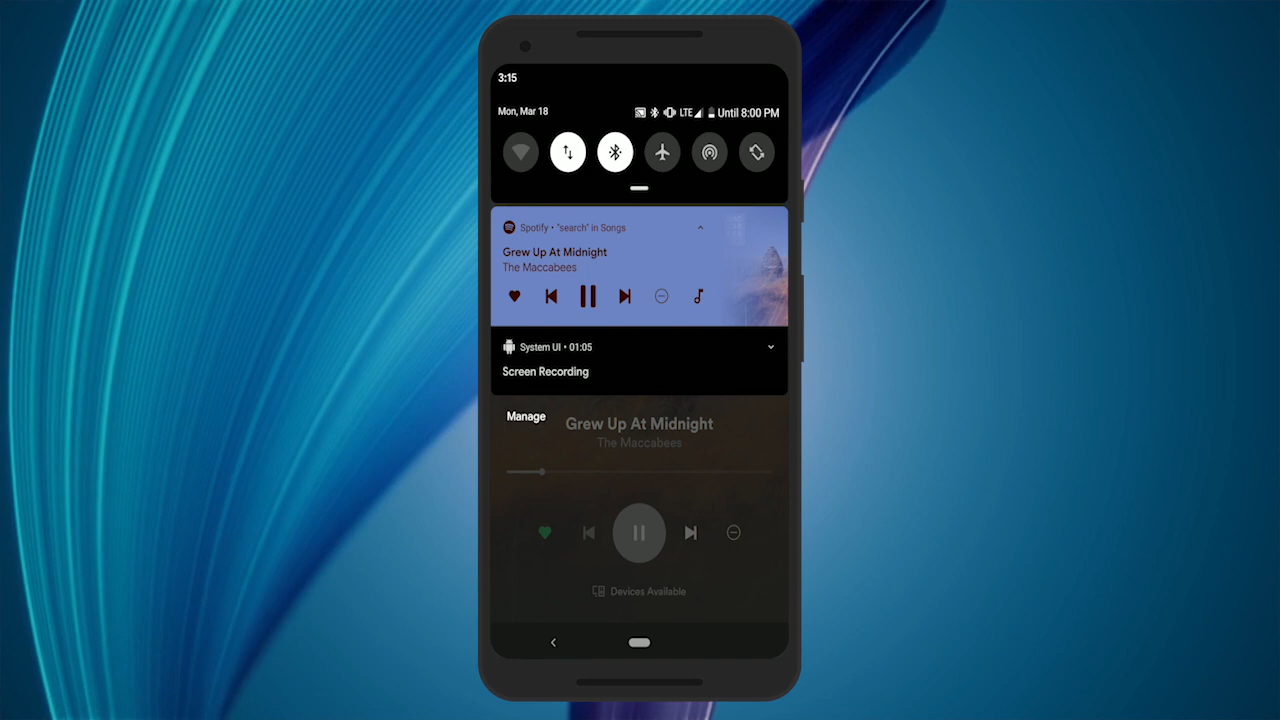 3:15
Mon, Mar 18 LTE Until 8:00 PM
Spotify • "search" in Songs
Grew Up At Midnight
The Maccabees
System UI • 01:05
Screen Recording
Manage
Grew Up At Midnight
The Maccabees
Devices Available